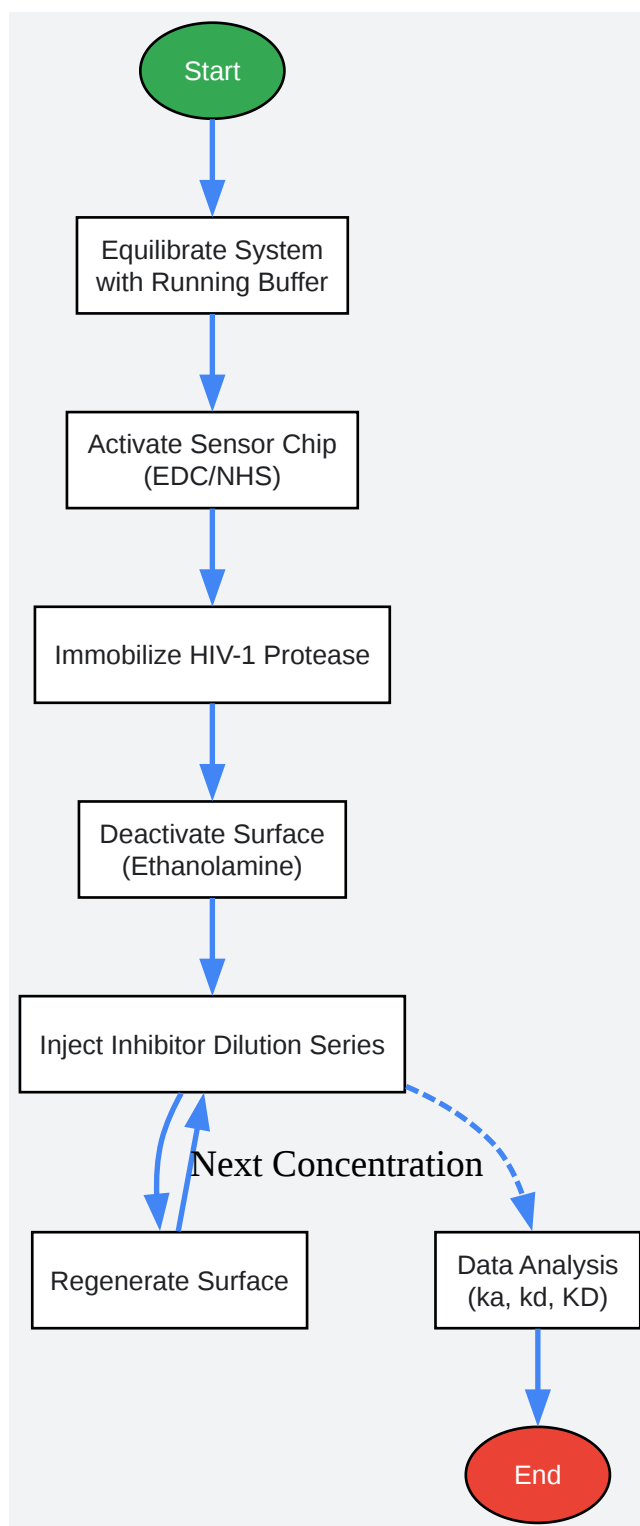 Start
Equilibrate System
with Running Buffer
Activate Sensor Chip
(EDC/NHS)
Immobilize HIV-1 Protease
Deactivate Surface
(Ethanolamine)
Inject Inhibitor Dilution Series
Next Concentration
Regenerate Surface
Data Analysis
(ka, kd, KD)
End